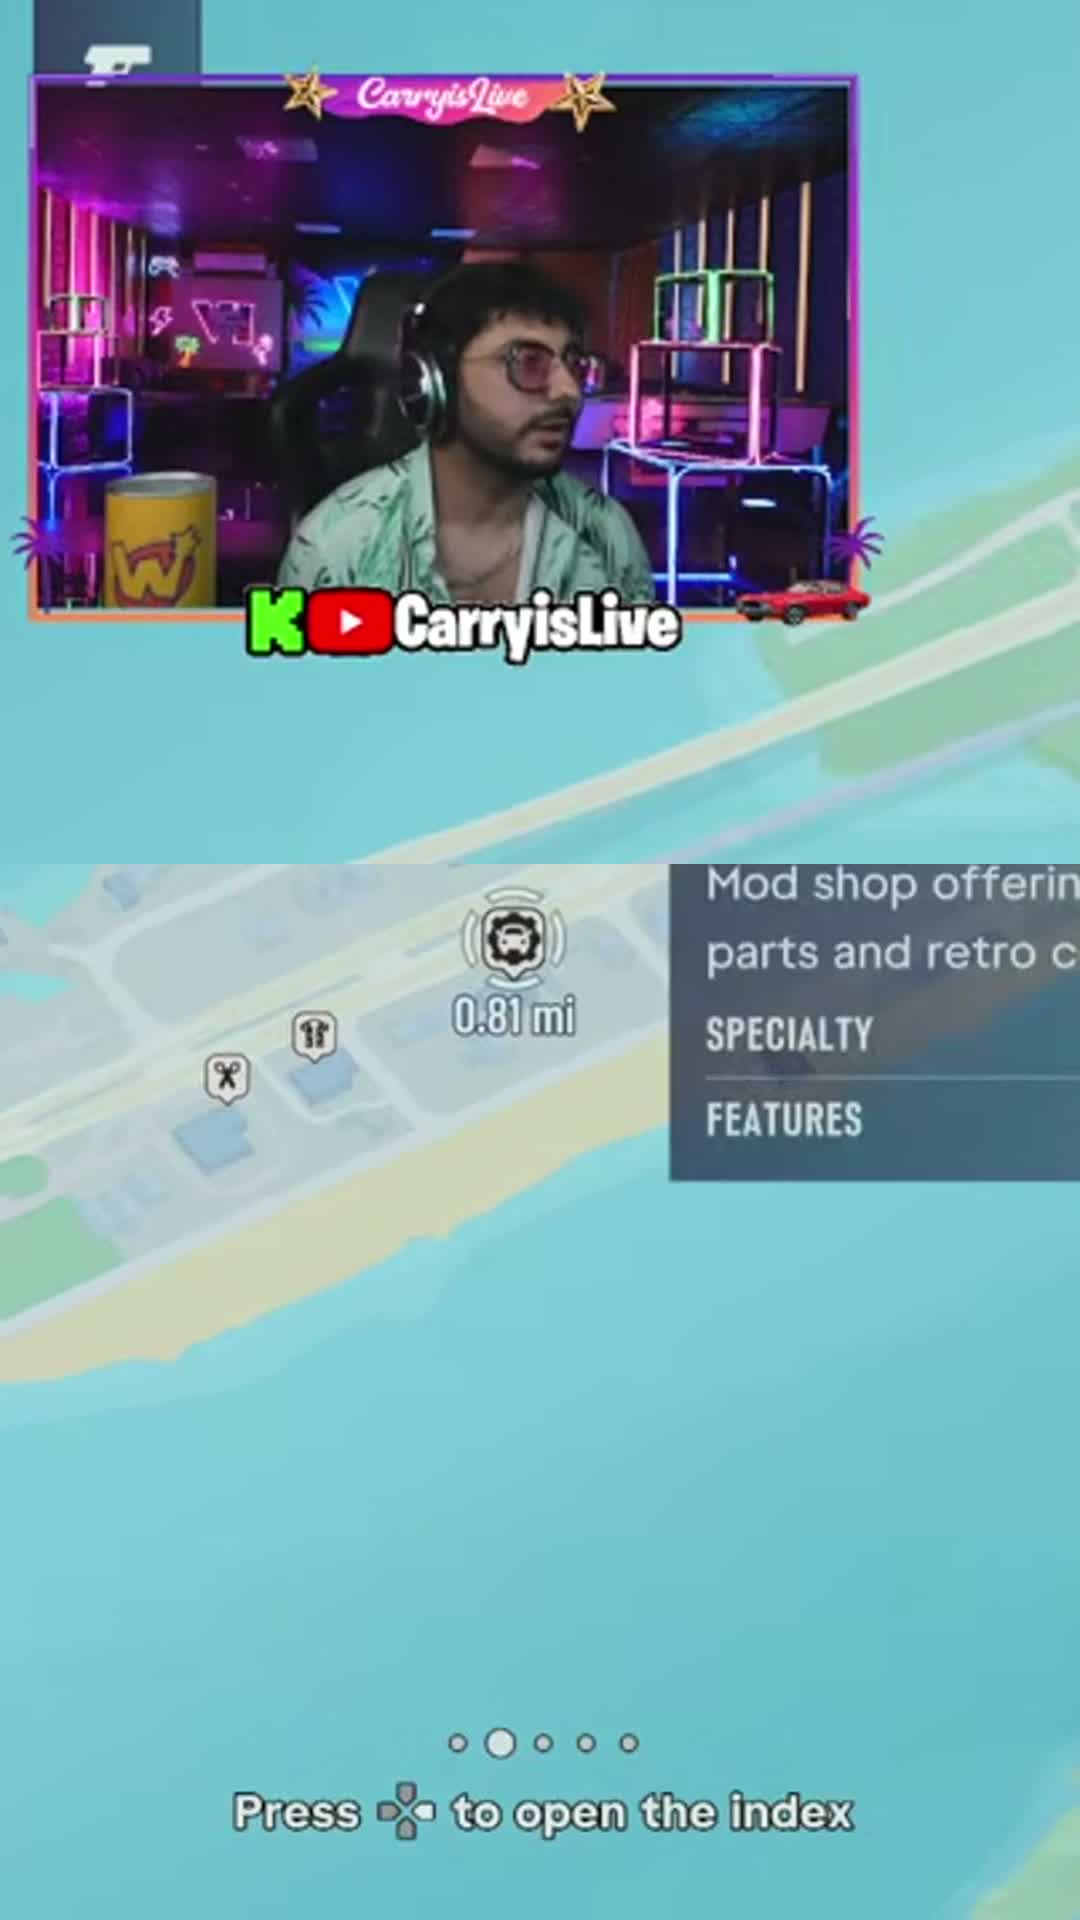 CarryisLive
W
K CarryisLive
Mod shop offerin
parts and retro c
0.81 mi
SPECIALTY
FEATURES
Press to open the index